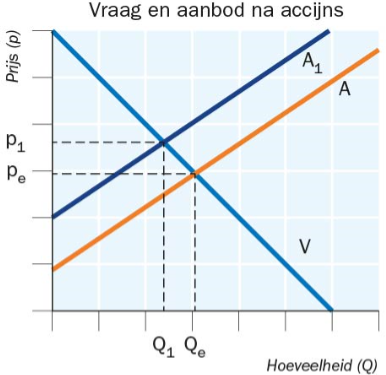 Vraag en aanbod na accijns
Prijs (p)
A₁
A
p₁
pₑ
V
Q₁ Qₑ
Hoeveelheid (Q)